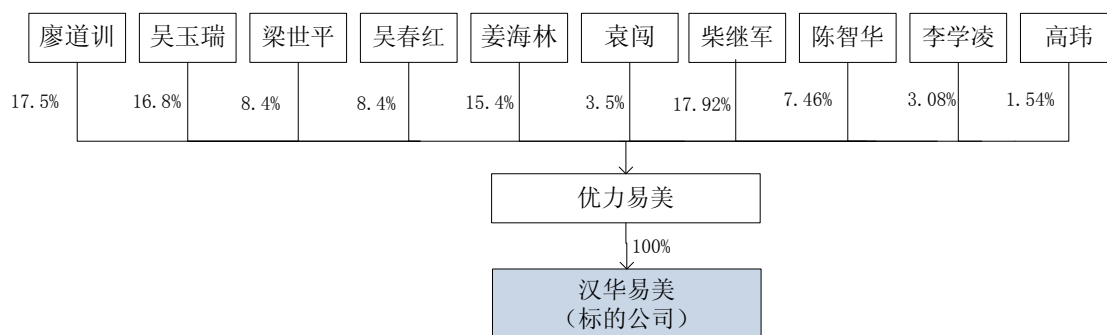 廖道训
吴玉瑞
梁世平
吴春红
姜海林
袁闯
柴继军
陈智华
李学凌
高玮
17.5%
16.8%
8.4%
8.4%
15.4%
3.5%
17.92%
7.46%
3.08%
1.54%
优力易美
100%
汉华易美
（标的公司）